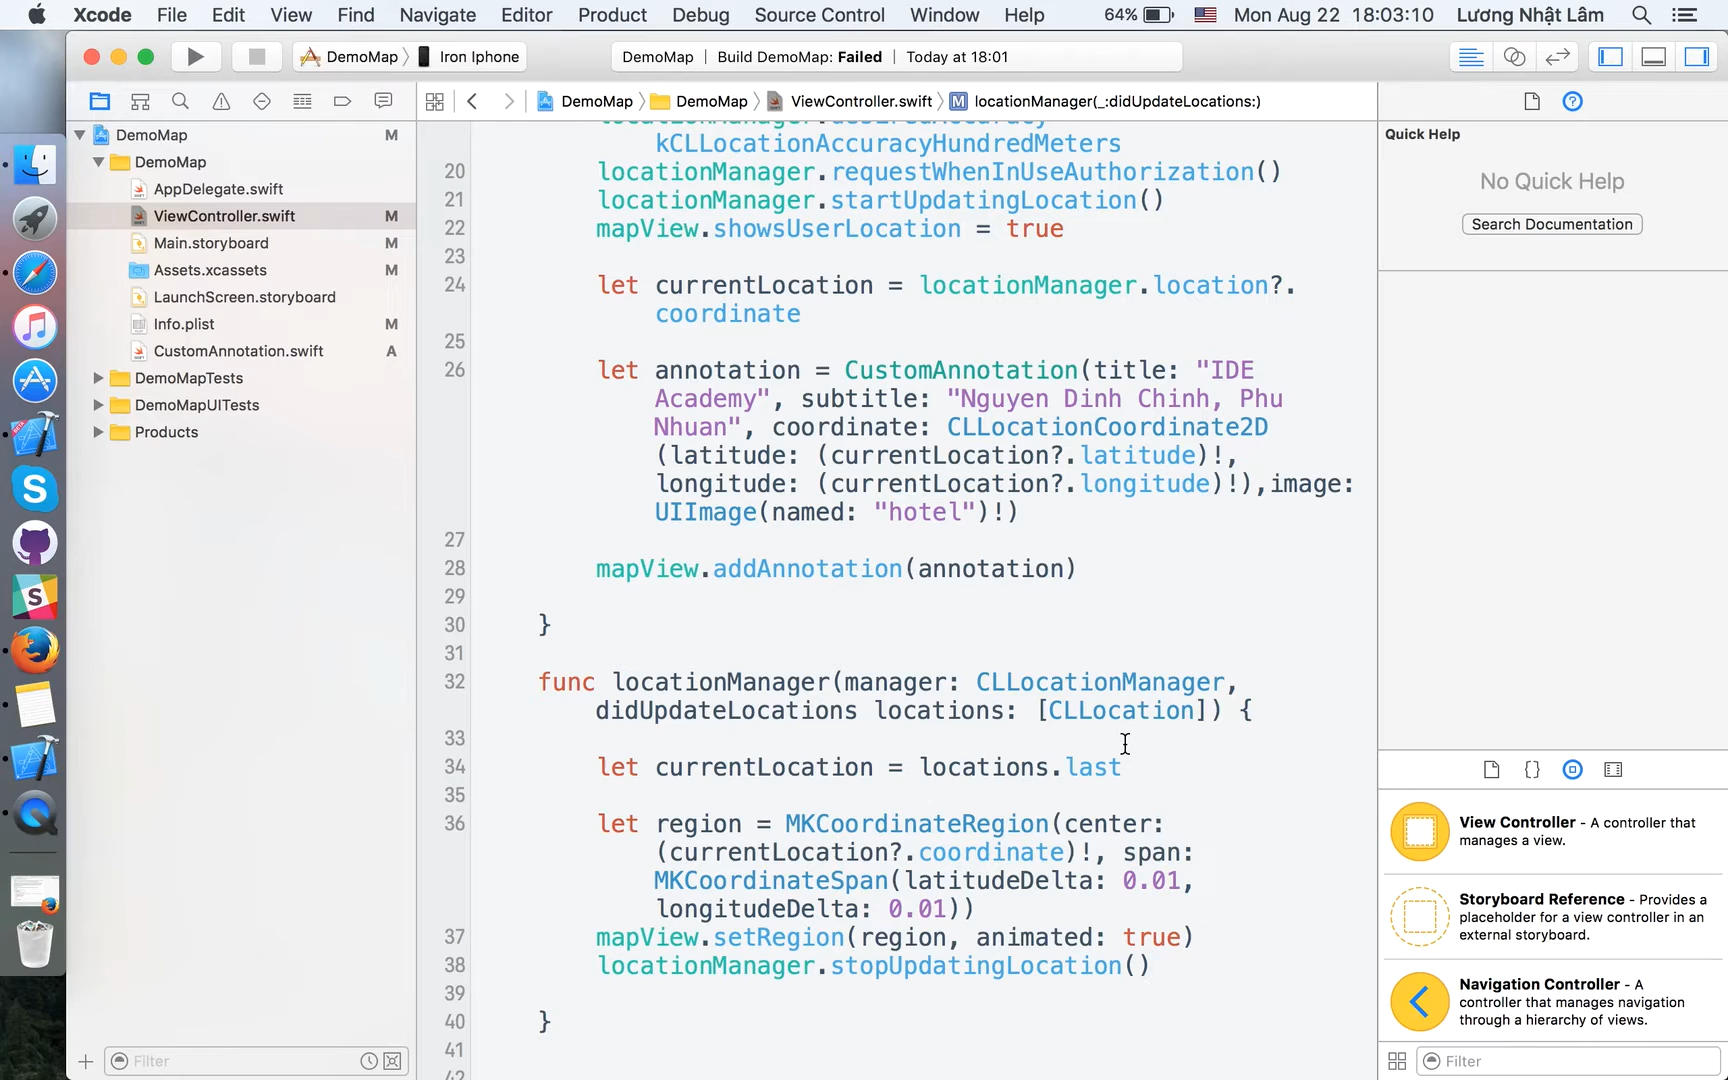 Xcode File Edit View Find Navigate Editor Product Debug Source Control Window Help 64% Mon Aug 22 18:03:10 Lương Nhật Lâm
DemoMap Iron Iphone DemoMap | Build DemoMap: Failed | Today at 18:01
DemoMap DemoMap ViewController.swift M locationManager(_:didUpdateLocations:)
DemoMap M
DemoMap
AppDelegate.swift
ViewController.swift M
Main.storyboard M
Assets.xcassets M
LaunchScreen.storyboard
Info.plist M
CustomAnnotation.swift A
DemoMapTests
DemoMapUITests
Products
Filter
kCLLocationAccuracyHundredMeters
20 locationManager.requestWhenInUseAuthorization()
21 locationManager.startUpdatingLocation()
22 mapView.showsUserLocation = true
23
24 let currentLocation = locationManager.location?.
coordinate
25
26 let annotation = CustomAnnotation(title: "IDE
Academy", subtitle: "Nguyen Dinh Chinh, Phu
Nhuan", coordinate: CLLocationCoordinate2D
(latitude: (currentLocation?.latitude)!,
longitude: (currentLocation?.longitude)!),image:
UIImage(named: "hotel")!)
27
28 mapView.addAnnotation(annotation)
29
30 }
31
32 func locationManager(manager: CLLocationManager,
didUpdateLocations locations: [CLLocation]) {
33
34 let currentLocation = locations.last
35
36 let region = MKCoordinateRegion(center:
(currentLocation?.coordinate)!, span:
MKCoordinateSpan(latitudeDelta: 0.01,
longitudeDelta: 0.01))
37 mapView.setRegion(region, animated: true)
38 locationManager.stopUpdatingLocation()
39
40 }
41
42
Quick Help
No Quick Help
Search Documentation
View Controller - A controller that
manages a view.
Storyboard Reference - Provides a
placeholder for a view controller in an
external storyboard.
Navigation Controller - A
controller that manages navigation
through a hierarchy of views.
Filter